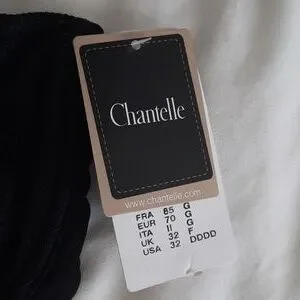 Chantelle
www.chantelle.com
FRA 85 G
EUR 70 G
ITA II G
UK 32 F
USA 32 DDDD